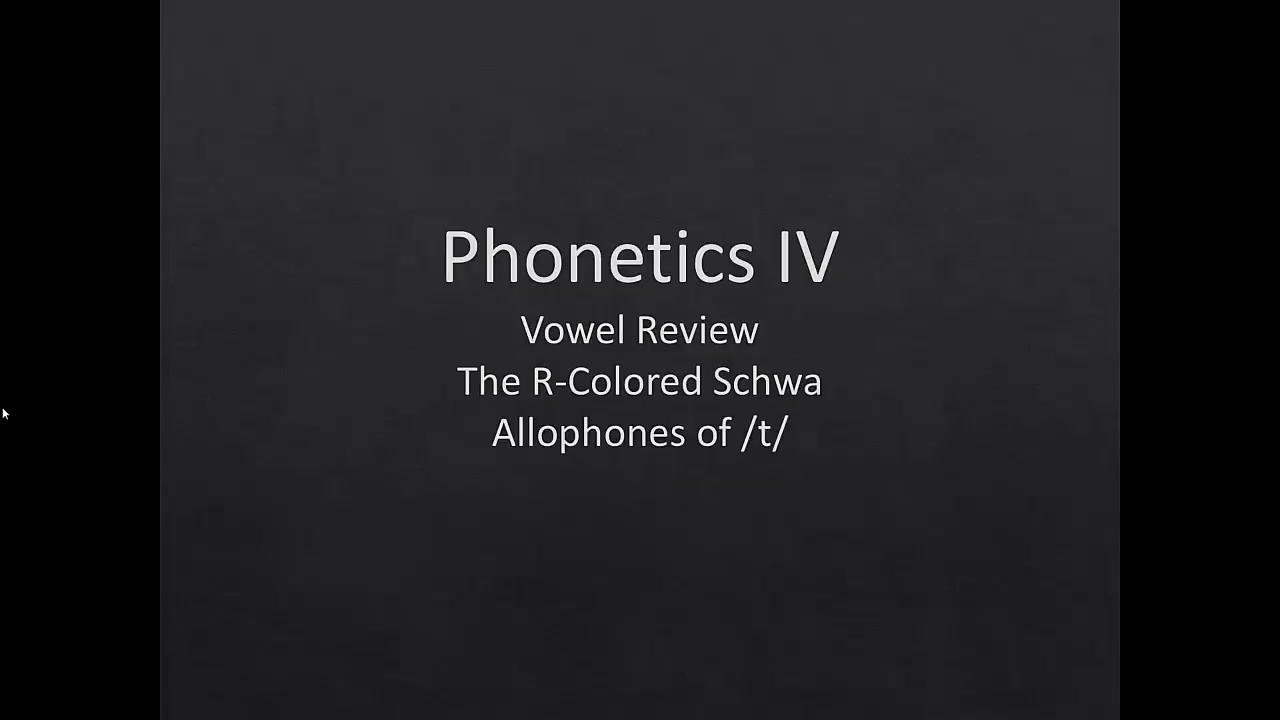 Phonetics IV
Vowel Review
The R-Colored Schwa
Allophones of /t/